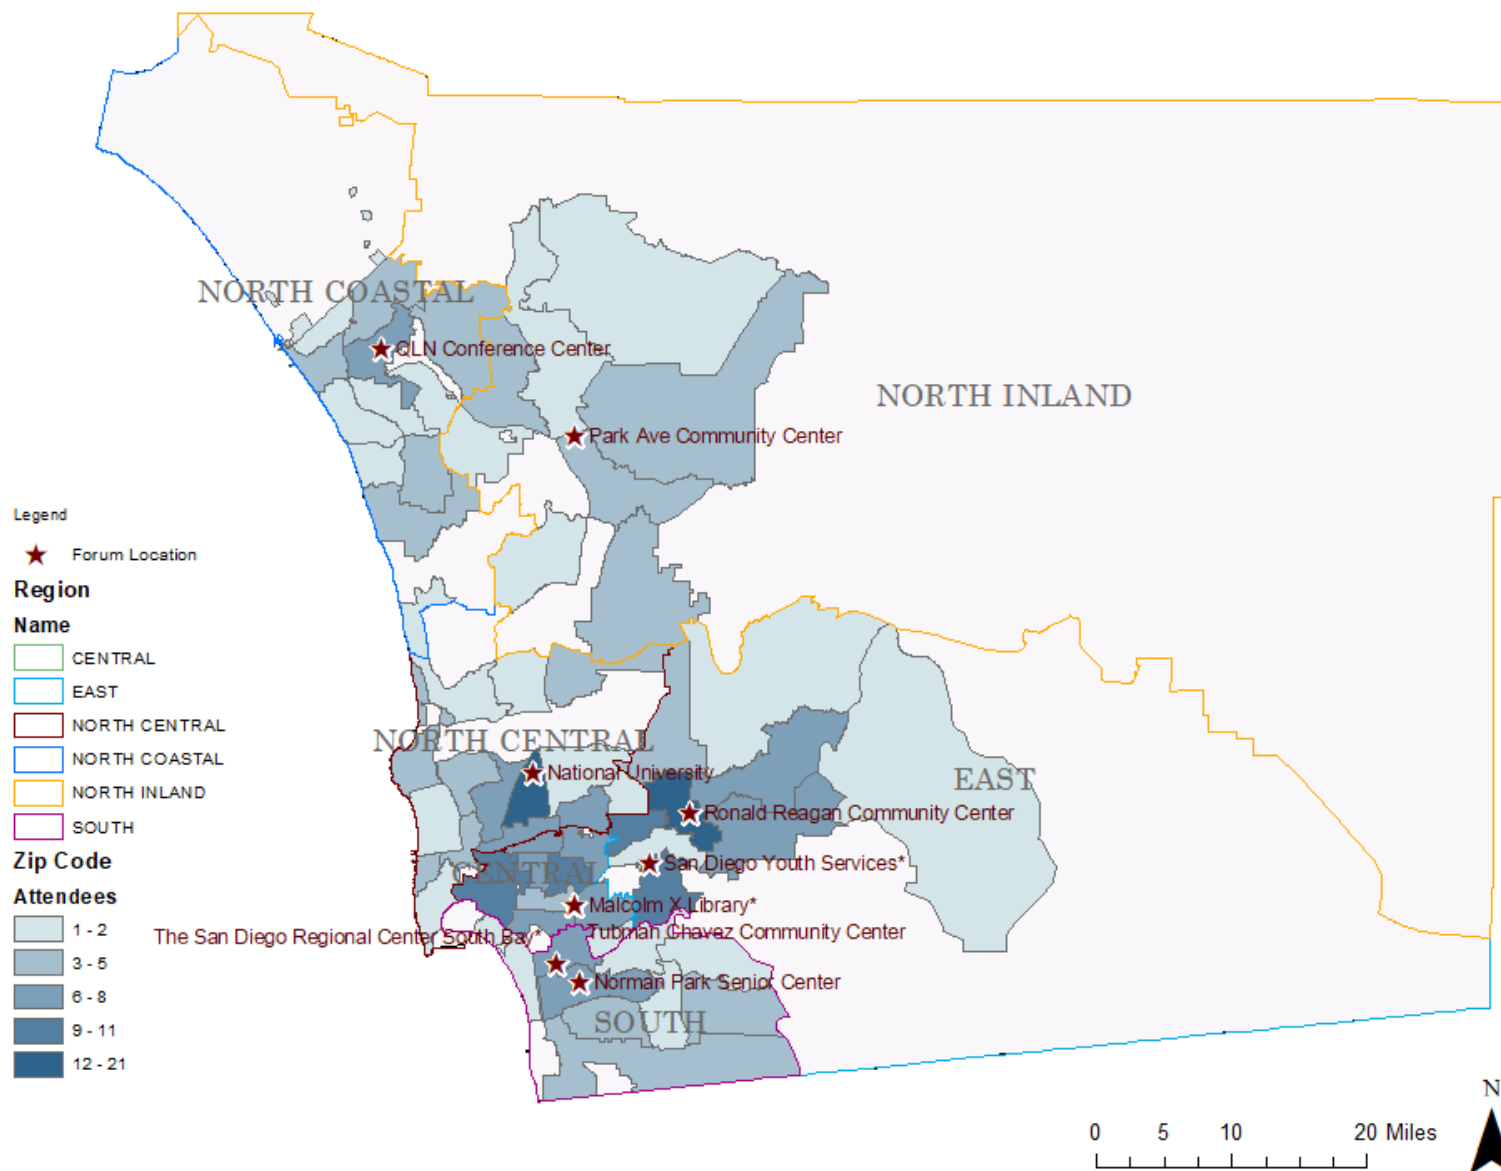 NORTH COASTAL
QLN Conference Center
NORTH INLAND
Park Ave Community Center
Legend
Forum Location
Region
Name
CENTRAL
EAST
NORTH CENTRAL
NORTH COASTAL
NORTH INLAND
SOUTH
Zip Code
Attendees
1 - 2
3 - 5
6 - 8
9 - 11
12 - 21
NORTH CENTRAL
National University
EAST
Ronald Reagan Community Center
San Diego Youth Services*
CENTRAL
Malcolm X Library*
Tubman Chavez Community Center
The San Diego Regional Center South Bay*
Norman Park Senior Center
SOUTH
N
0 5 10 20 Miles